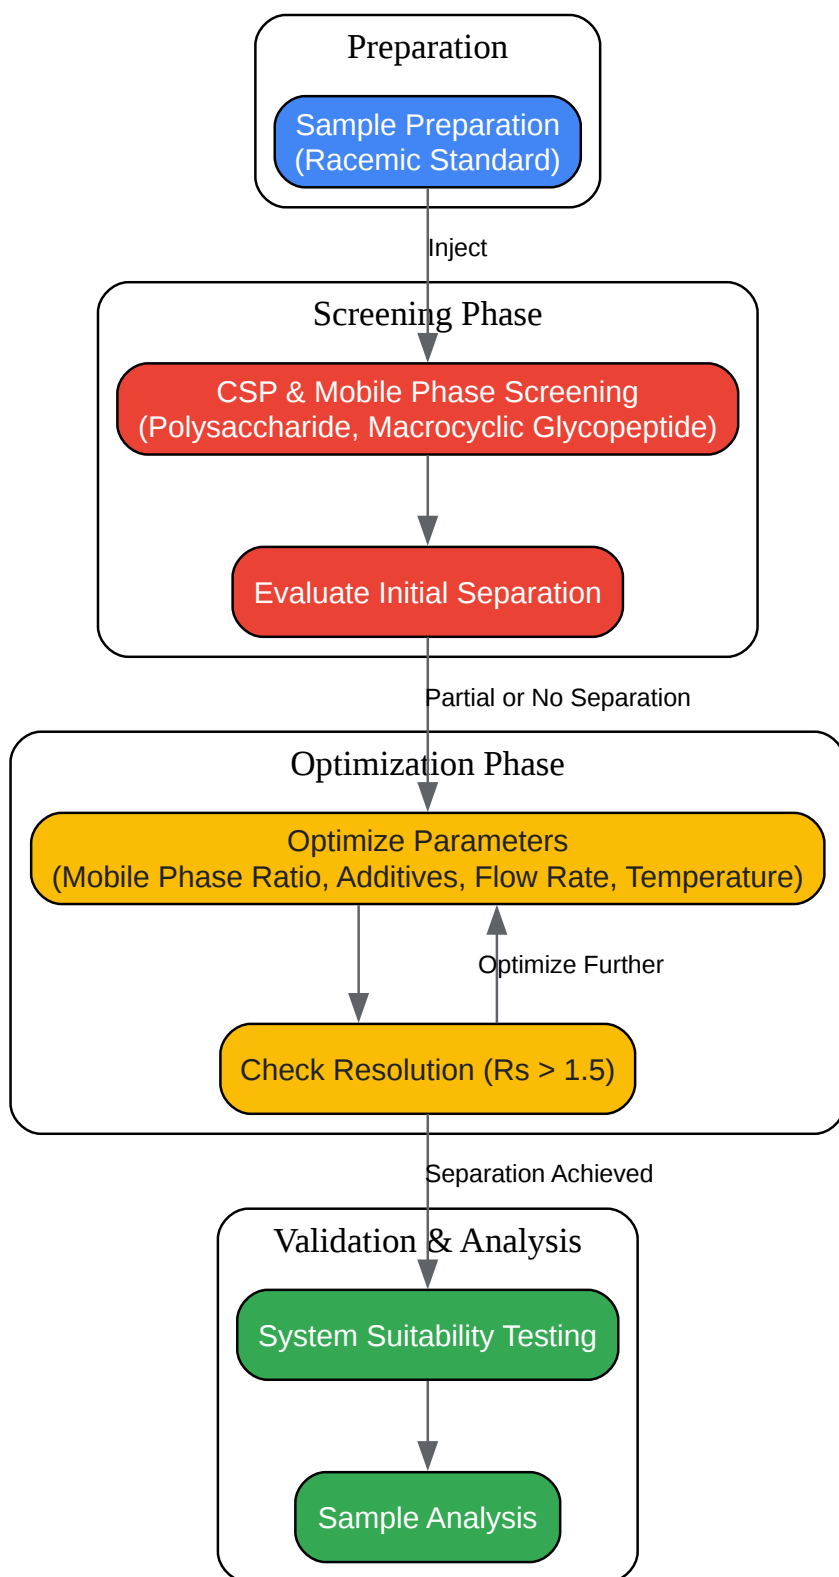 Preparation
Sample Preparation
(Racemic Standard)
Inject
Screening Phase
CSP & Mobile Phase Screening
(Polysaccharide, Macrocyclic Glycopeptide)
Evaluate Initial Separation
Partial or No Separation
Optimization Phase
Optimize Parameters
(Mobile Phase Ratio, Additives, Flow Rate, Temperature)
Optimize Further
Check Resolution (Rs > 1.5)
Separation Achieved
Validation & Analysis
System Suitability Testing
Sample Analysis